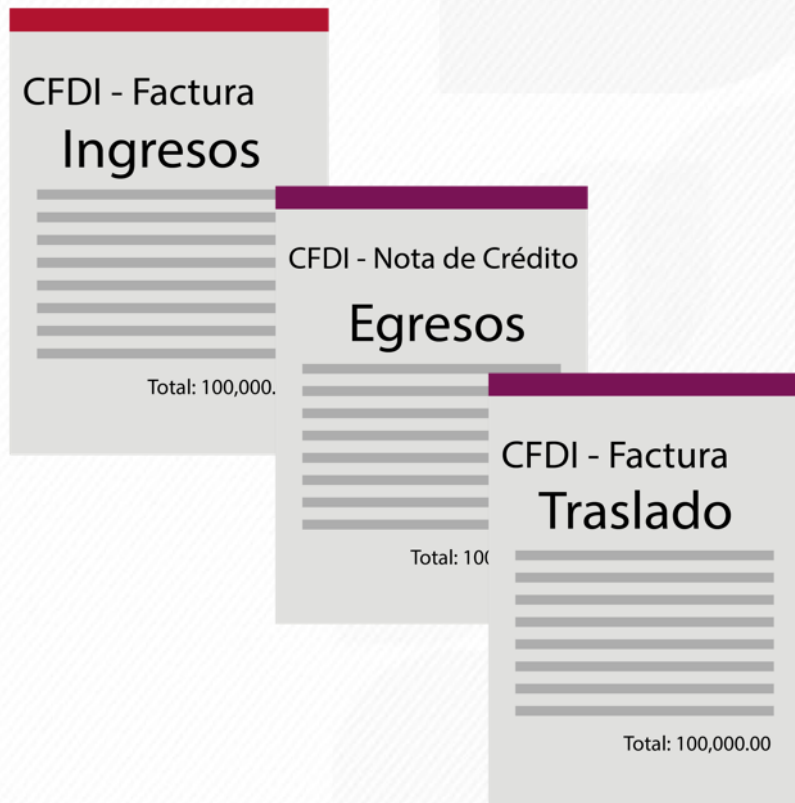 CFDI - Factura
Ingresos
Total: 100,000.
CFDI - Nota de Crédito
Egresos
Total: 100
CFDI - Factura
Traslado
Total: 100,000.00